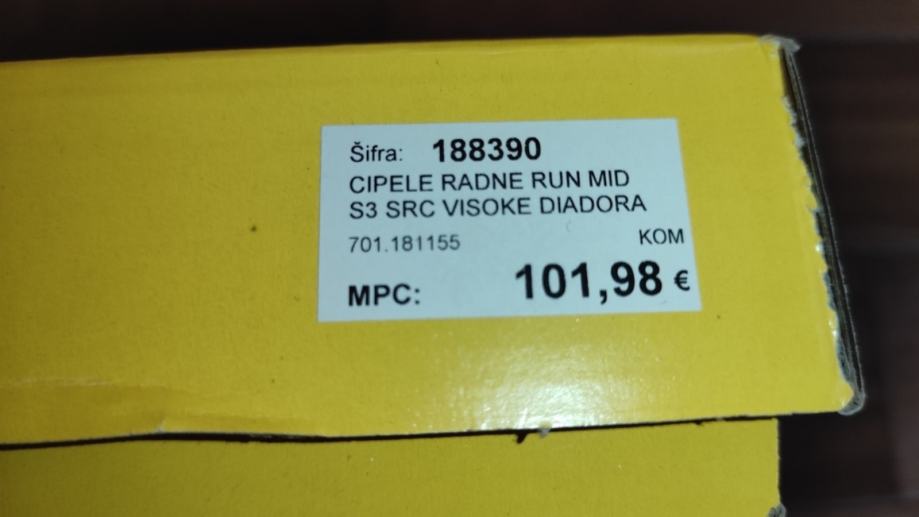 Šifra: 188390
CIPELE RADNE RUN MID
S3 SRC VISOKE DIADORA
701.181155 KOM
MPC: 101,98 €